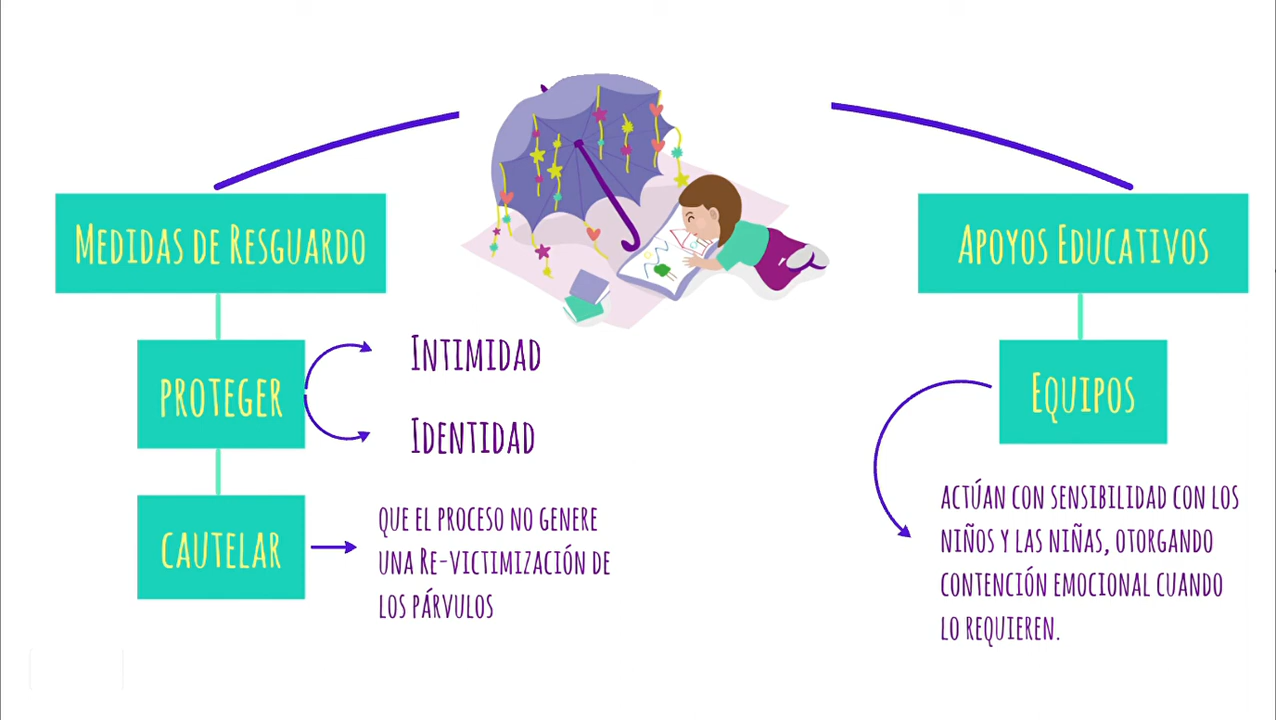 Medidas de Resguardo
proteger
Intimidad
Identidad
cautelar
que el proceso no genere
una Re-victimización de
los párvulos
Apoyos Educativos
Equipos
actúan con sensibilidad con los
niños y las niñas, otorgando
contención emocional cuando
lo requieren.